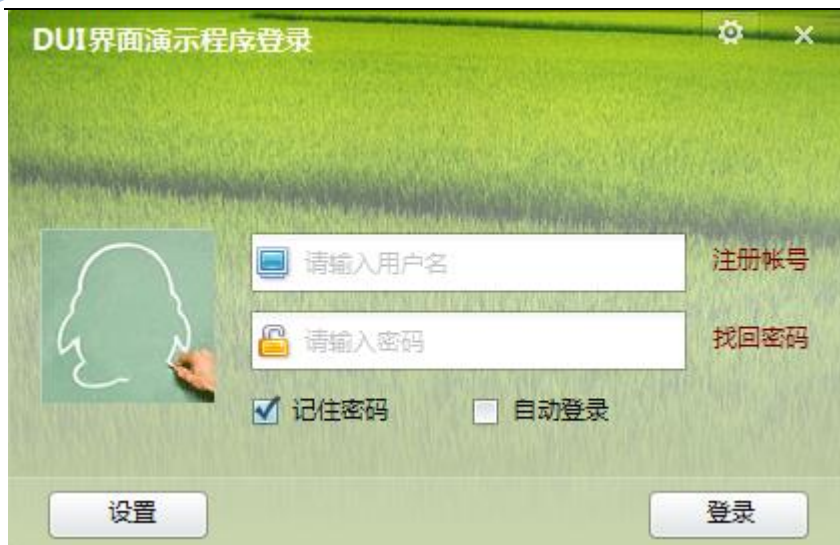 DUI界面演示程序登录
请输入用户名
注册帐号
请输入密码
找回密码
记住密码 自动登录
设置 登录